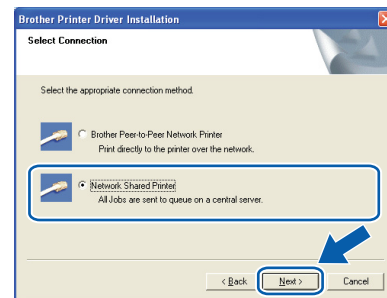 Brother Printer Driver Installation
Select Connection
Select the appropriate connection method.
Brother Peer-to-Peer Network Printer
Print directly to the printer over the network.
Network Shared Printer
All Jobs are sent to queue on a central server.
< Back
Next >
Cancel